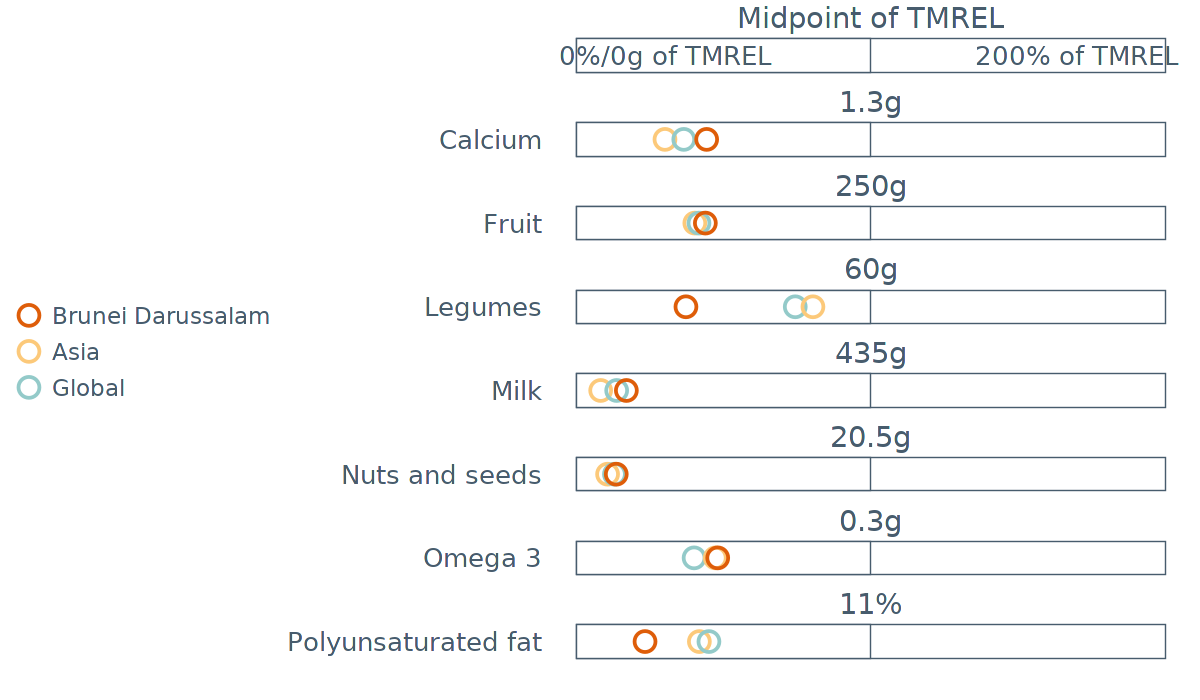 Midpoint of TMREL
0%/0g of TMREL
200% of TMREL
1.3g
Calcium
250g
Fruit
60g
Legumes
Brunei Darussalam
Asia
Global
435g
Milk
20.5g
Nuts and seeds
0.3g
Omega 3
11%
Polyunsaturated fat